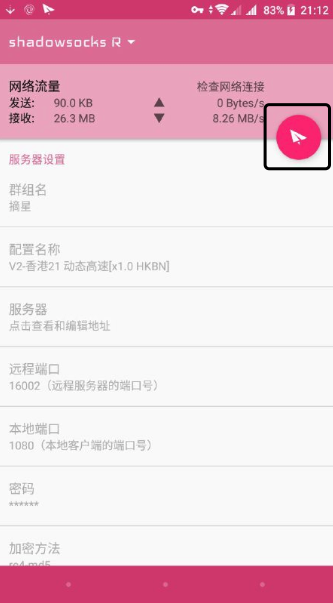 83% 21:12
shadowsocks R
网络流量 检查网络连接
发送: 90.0 KB ▲ 0 Bytes/s
接收: 26.3 MB ▼ 8.26 MB/s
服务器设置
群组名
摘星
配置名称
V2-香港21 动态高速[x1.0 HKBN]
服务器
点击查看和编辑地址
远程端口
16002（远程服务器的端口号）
本地端口
1080（本地客户端的端口号）
密码
******
加密方法
rc4-md5